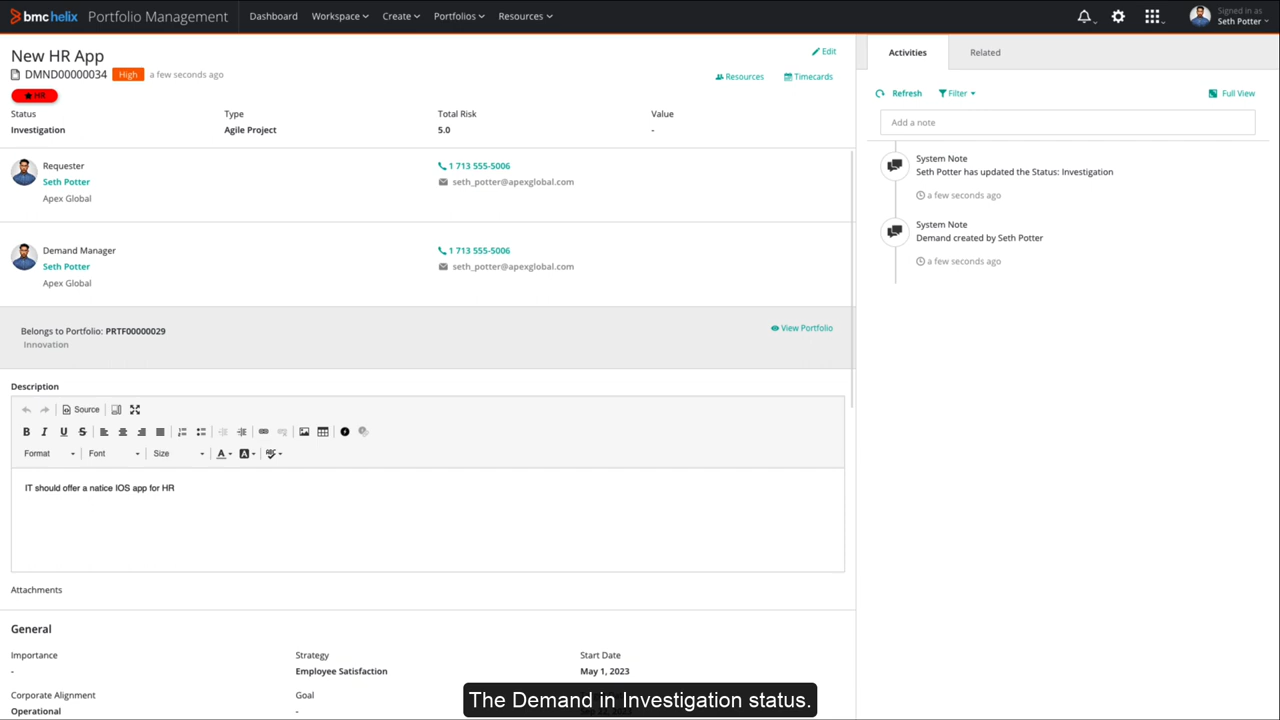 bmchelix Portfolio Management Dashboard Workspace Create Portfolios Resources Signed in as Seth Potter
New HR App
Edit
DMND00000034 High a few seconds ago
Resources Timecards
HR
Status Type Total Risk Value
Investigation Agile Project 5.0 -
Requester 1 713 555-5006
Seth Potter seth_potter@apexglobal.com
Apex Global
Demand Manager 1 713 555-5006
Seth Potter seth_potter@apexglobal.com
Apex Global
Belongs to Portfolio: PRTF00000029 View Portfolio
Innovation
Description
Source
B I U S
Format Font Size A A
IT should offer a natice IOS app for HR
Attachments
General
Importance Strategy Start Date
- Employee Satisfaction May 1, 2023
Corporate Alignment Goal
Operational -
Activities Related
Refresh Filter Full View
Add a note
System Note
Seth Potter has updated the Status: Investigation
a few seconds ago
System Note
Demand created by Seth Potter
a few seconds ago
The Demand in Investigation status.